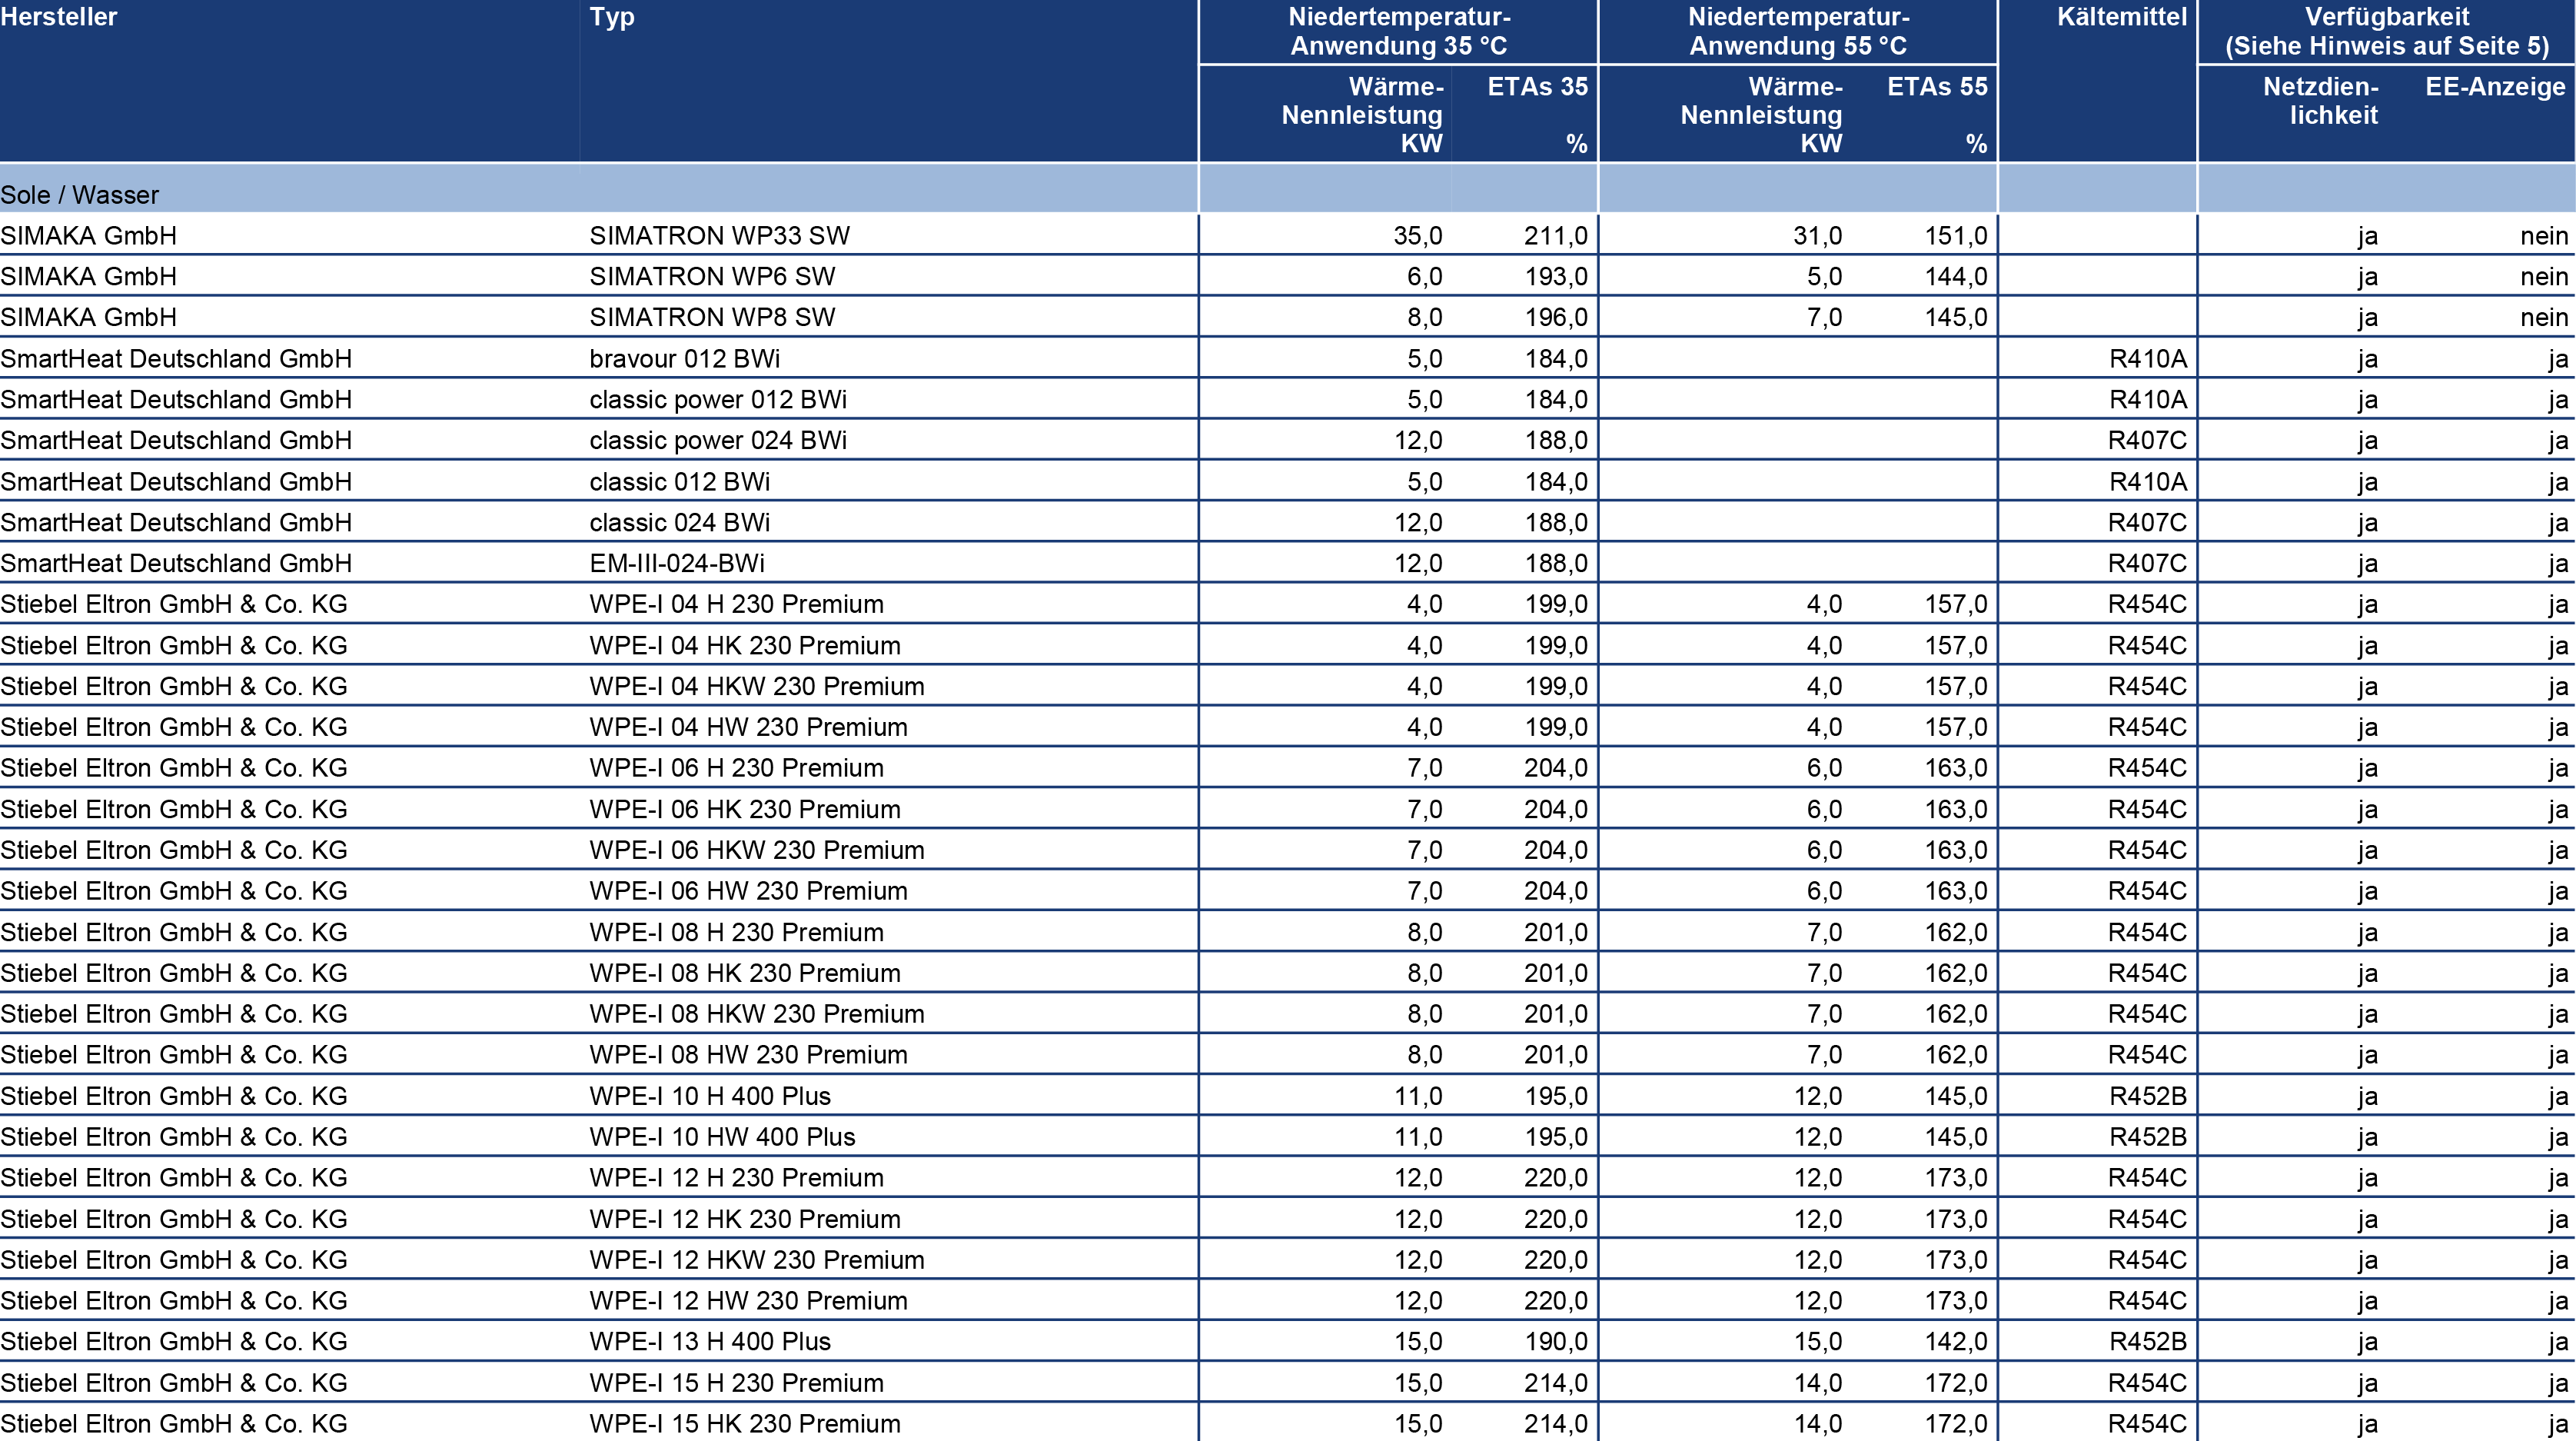 Hersteller Typ Niedertemperatur- Niedertemperatur- Kältemittel Verfügbarkeit
Anwendung 35 °C Anwendung 55 °C (Siehe Hinweis auf Seite 5)
Wärme- ETAs 35 Wärme- ETAs 55 Netzdien- EE-Anzeige
Nennleistung Nennleistung lichkeit
KW % KW %
Sole / Wasser
SIMAKA GmbH SIMATRON WP33 SW 35,0 211,0 31,0 151,0 ja nein
SIMAKA GmbH SIMATRON WP6 SW 6,0 193,0 5,0 144,0 ja nein
SIMAKA GmbH SIMATRON WP8 SW 8,0 196,0 7,0 145,0 ja nein
SmartHeat Deutschland GmbH bravour 012 BWi 5,0 184,0 R410A ja ja
SmartHeat Deutschland GmbH classic power 012 BWi 5,0 184,0 R410A ja ja
SmartHeat Deutschland GmbH classic power 024 BWi 12,0 188,0 R407C ja ja
SmartHeat Deutschland GmbH classic 012 BWi 5,0 184,0 R410A ja ja
SmartHeat Deutschland GmbH classic 024 BWi 12,0 188,0 R407C ja ja
SmartHeat Deutschland GmbH EM-III-024-BWi 12,0 188,0 R407C ja ja
Stiebel Eltron GmbH & Co. KG WPE-I 04 H 230 Premium 4,0 199,0 4,0 157,0 R454C ja ja
Stiebel Eltron GmbH & Co. KG WPE-I 04 HK 230 Premium 4,0 199,0 4,0 157,0 R454C ja ja
Stiebel Eltron GmbH & Co. KG WPE-I 04 HKW 230 Premium 4,0 199,0 4,0 157,0 R454C ja ja
Stiebel Eltron GmbH & Co. KG WPE-I 04 HW 230 Premium 4,0 199,0 4,0 157,0 R454C ja ja
Stiebel Eltron GmbH & Co. KG WPE-I 06 H 230 Premium 7,0 204,0 6,0 163,0 R454C ja ja
Stiebel Eltron GmbH & Co. KG WPE-I 06 HK 230 Premium 7,0 204,0 6,0 163,0 R454C ja ja
Stiebel Eltron GmbH & Co. KG WPE-I 06 HKW 230 Premium 7,0 204,0 6,0 163,0 R454C ja ja
Stiebel Eltron GmbH & Co. KG WPE-I 06 HW 230 Premium 7,0 204,0 6,0 163,0 R454C ja ja
Stiebel Eltron GmbH & Co. KG WPE-I 08 H 230 Premium 8,0 201,0 7,0 162,0 R454C ja ja
Stiebel Eltron GmbH & Co. KG WPE-I 08 HK 230 Premium 8,0 201,0 7,0 162,0 R454C ja ja
Stiebel Eltron GmbH & Co. KG WPE-I 08 HKW 230 Premium 8,0 201,0 7,0 162,0 R454C ja ja
Stiebel Eltron GmbH & Co. KG WPE-I 08 HW 230 Premium 8,0 201,0 7,0 162,0 R454C ja ja
Stiebel Eltron GmbH & Co. KG WPE-I 10 H 400 Plus 11,0 195,0 12,0 145,0 R452B ja ja
Stiebel Eltron GmbH & Co. KG WPE-I 10 HW 400 Plus 11,0 195,0 12,0 145,0 R452B ja ja
Stiebel Eltron GmbH & Co. KG WPE-I 12 H 230 Premium 12,0 220,0 12,0 173,0 R454C ja ja
Stiebel Eltron GmbH & Co. KG WPE-I 12 HK 230 Premium 12,0 220,0 12,0 173,0 R454C ja ja
Stiebel Eltron GmbH & Co. KG WPE-I 12 HKW 230 Premium 12,0 220,0 12,0 173,0 R454C ja ja
Stiebel Eltron GmbH & Co. KG WPE-I 12 HW 230 Premium 12,0 220,0 12,0 173,0 R454C ja ja
Stiebel Eltron GmbH & Co. KG WPE-I 13 H 400 Plus 15,0 190,0 15,0 142,0 R452B ja ja
Stiebel Eltron GmbH & Co. KG WPE-I 15 H 230 Premium 15,0 214,0 14,0 172,0 R454C ja ja
Stiebel Eltron GmbH & Co. KG WPE-I 15 HK 230 Premium 15,0 214,0 14,0 172,0 R454C ja ja